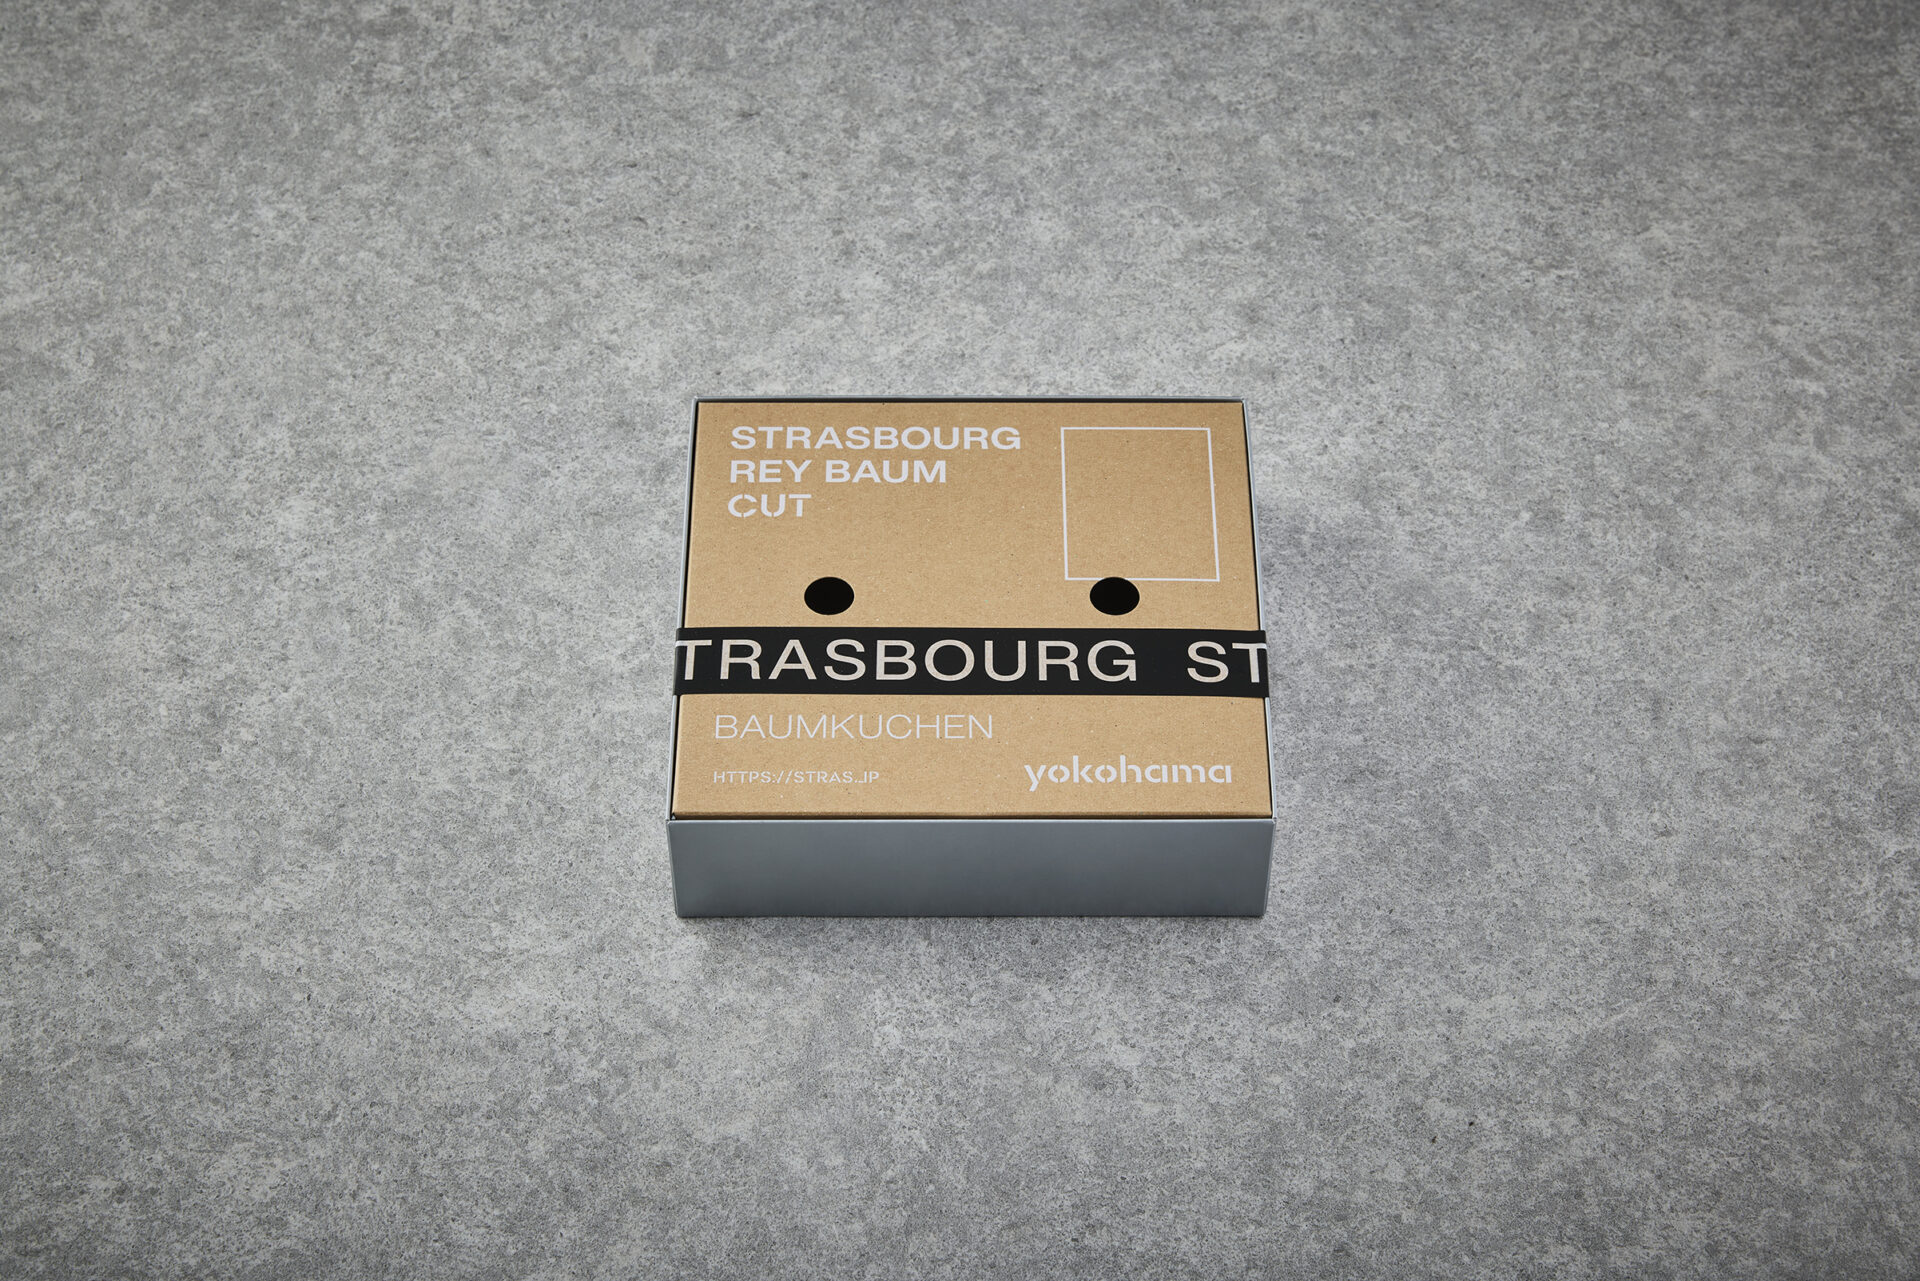 STRASBOURG
REY BAUM
CUT
TRASBOURG ST
BAUMKUCHEN
HTTPS://STRAS.JP
yokohama